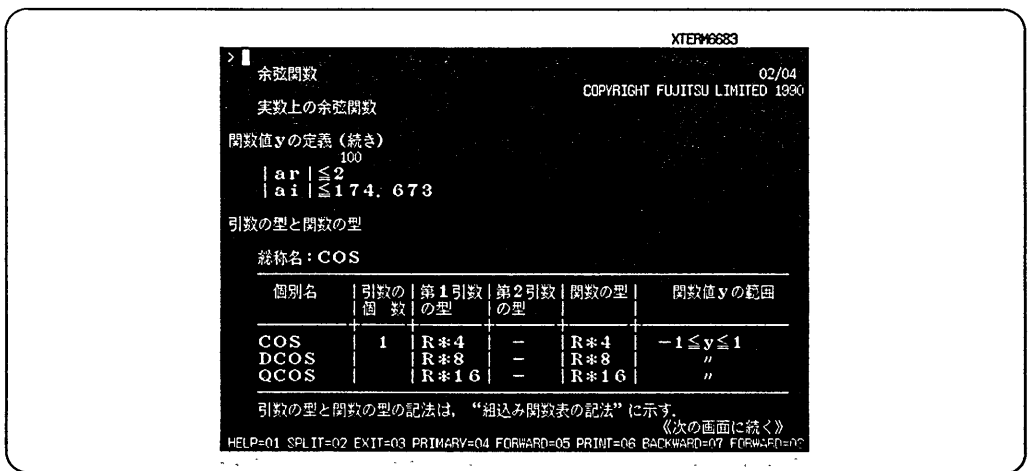 XTERM6683
>
余弦関数 02/04
COPYRIGHT FUJITSU LIMITED 1990
実数上の余弦関数
関数値yの定義(続き)
100
|ar|≦2
|ai|≦174.673
引数の型と関数の型
総称名:COS
個別名 |引数の|第1引数|第2引数|関数の型| 関数値yの範囲
|個 数|の型 |の型 | |
COS | 1 |R*4 | − |R*4 | −1≦y≦1
DCOS | |R*8 | − |R*8 | 〃
QCOS | |R*16| − |R*16| 〃
引数の型と関数の型の記法は,“組込み関数表の記法”に示す.
《次の画面に続く》
HELP=01 SPLIT=02 EXIT=03 PRIMARY=04 FORWARD=05 PRINT=06 BACKWARD=07 FORWARD=08